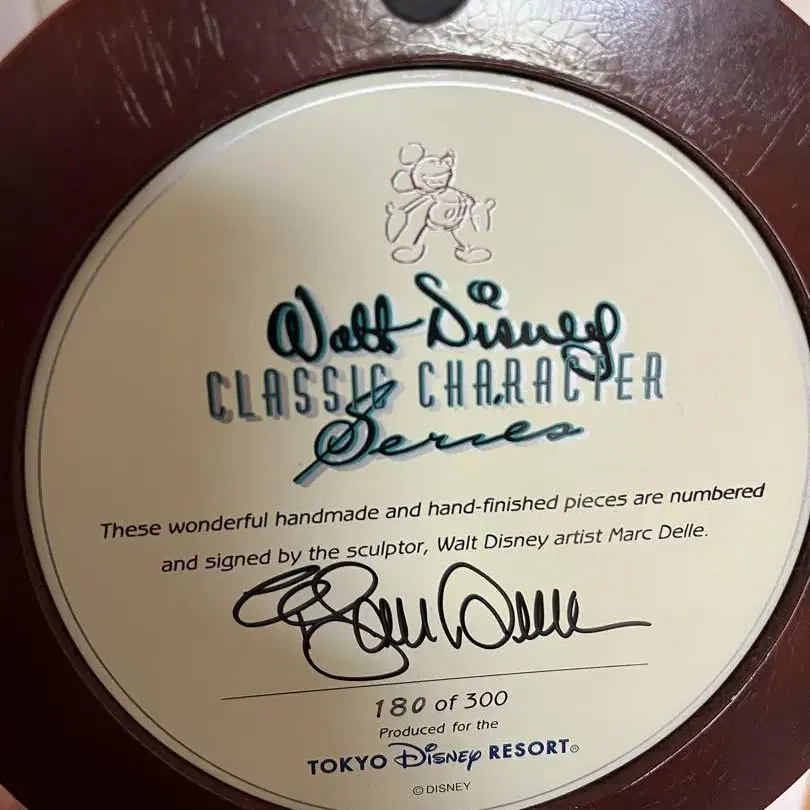 Walt Disney
CLASSIC CHARACTER
Series
These wonderful handmade and hand-finished pieces are numbered
and signed by the sculptor, Walt Disney artist Marc Delle.
180 of 300
Produced for the
TOKYO Disney RESORT®
© DISNEY